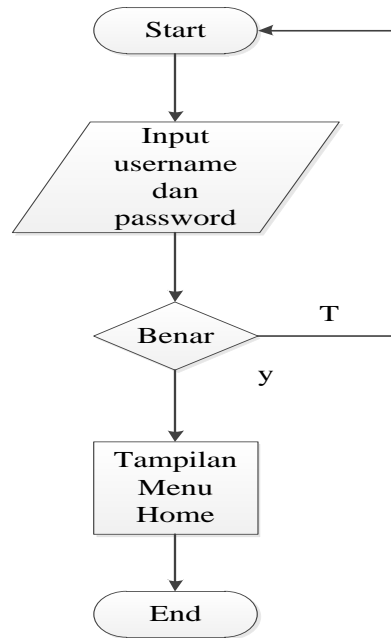 Start
Input
username
dan
password
Benar
T
y
Tampilan
Menu
Home
End